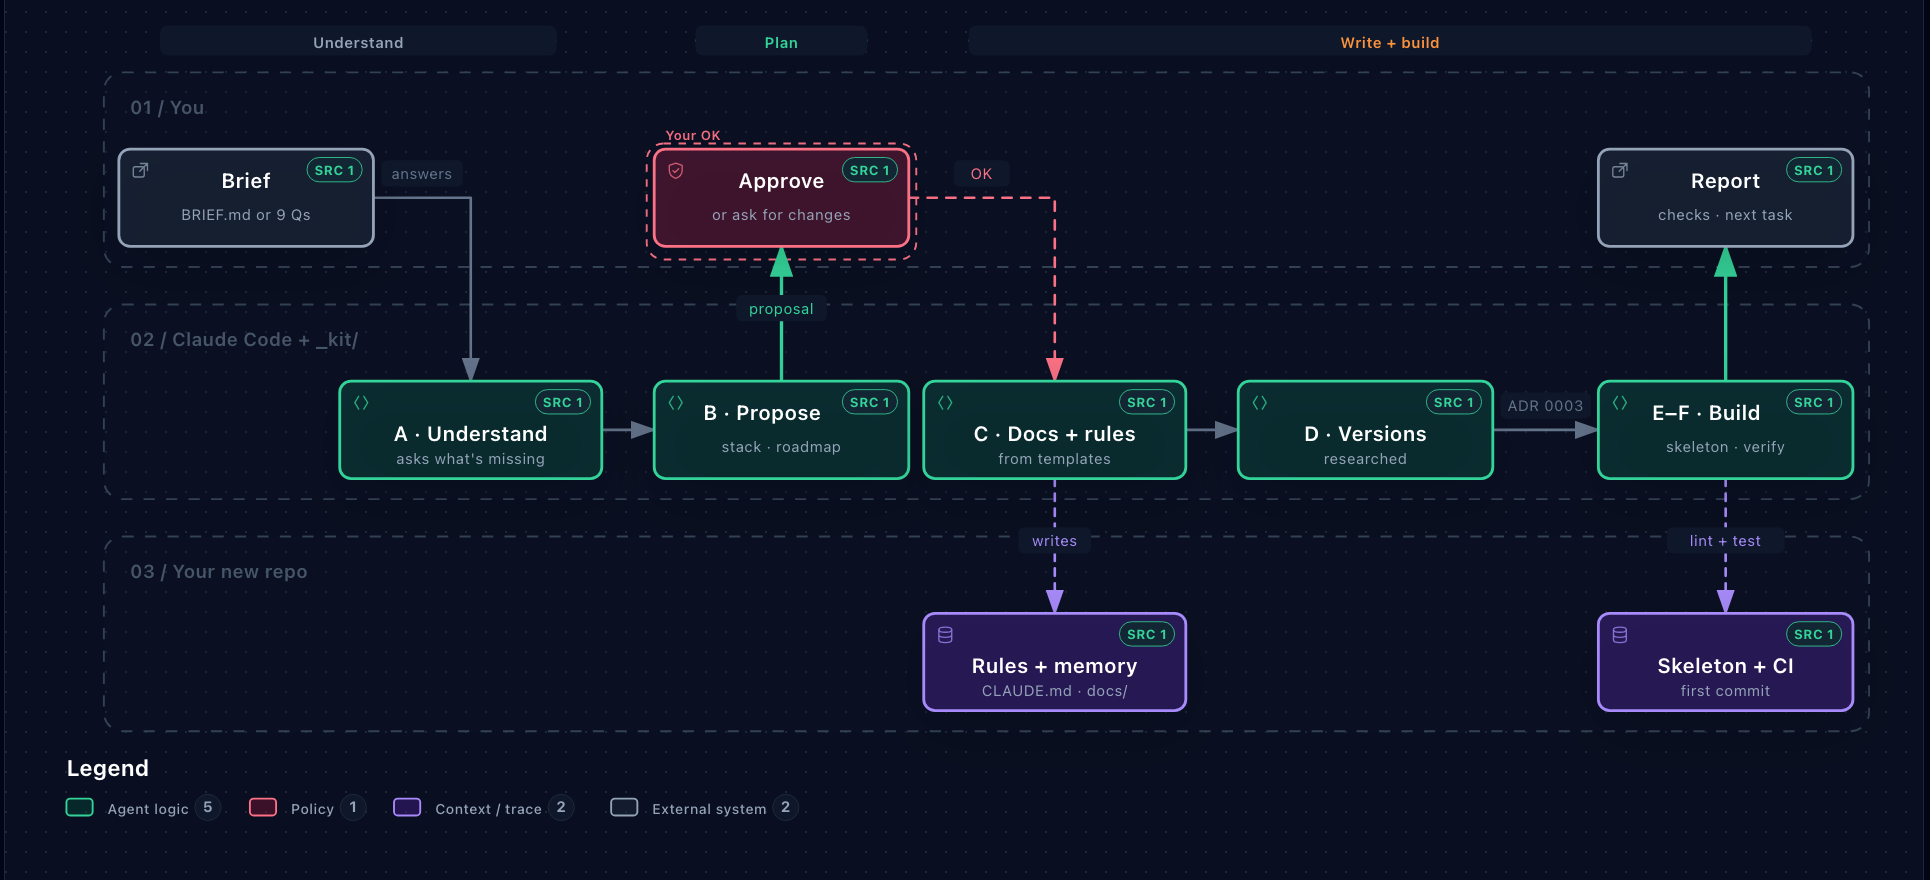 Understand
Plan
Write + build
01 / You
Your OK
Brief
SRC 1
BRIEF.md or 9 Qs
answers
Approve
SRC 1
or ask for changes
OK
Report
SRC 1
checks · next task
proposal
02 / Claude Code + _kit/
A · Understand
SRC 1
asks what's missing
B · Propose
SRC 1
stack · roadmap
C · Docs + rules
SRC 1
from templates
D · Versions
SRC 1
researched
ADR 0003
E–F · Build
SRC 1
skeleton · verify
writes
lint + test
03 / Your new repo
Rules + memory
SRC 1
CLAUDE.md · docs/
Skeleton + CI
SRC 1
first commit
Legend
Agent logic 5
Policy 1
Context / trace 2
External system 2